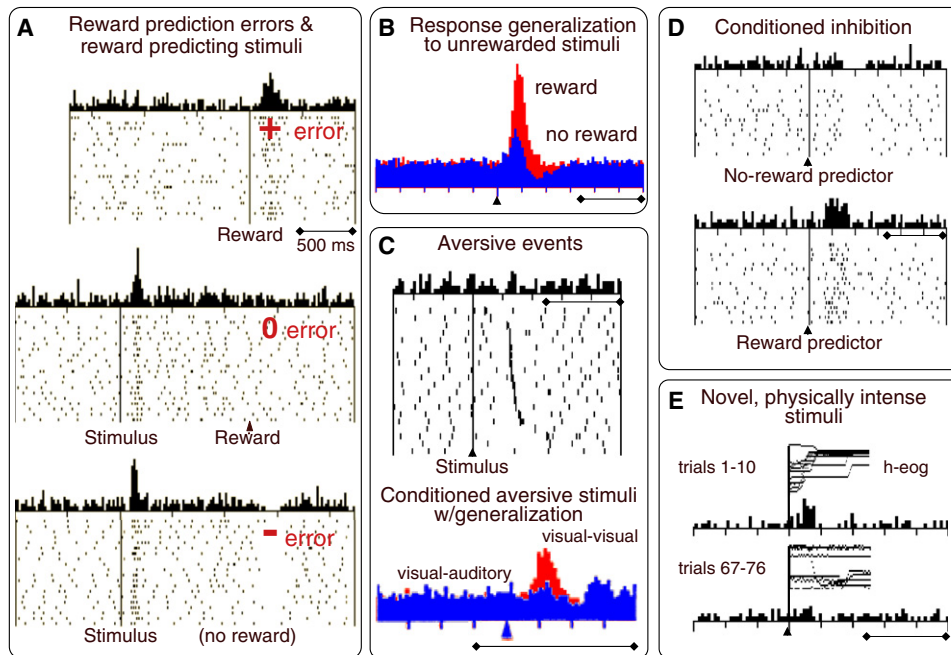 A
Reward prediction errors &
reward predicting stimuli
+ error
Reward
500 ms
0 error
Stimulus
Reward
- error
Stimulus
(no reward)
B
Response generalization
to unrewarded stimuli
reward
no reward
C
Aversive events
Stimulus
Conditioned aversive stimuli
w/generalization
visual-visual
visual-auditory
D
Conditioned inhibition
No-reward predictor
Reward predictor
E
Novel, physically intense
stimuli
trials 1-10
h-eog
trials 67-76